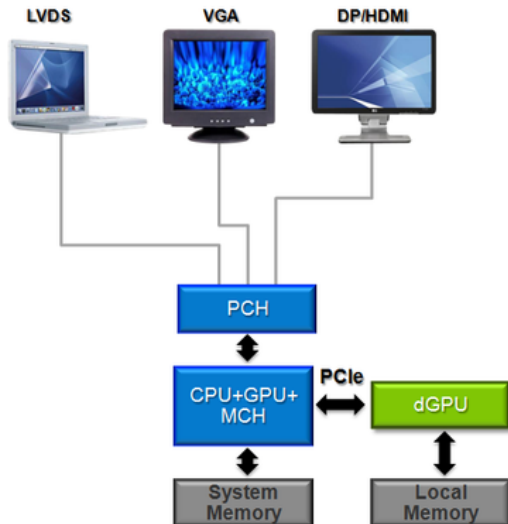 LVDS
VGA
DP/HDMI
PCH
CPU+GPU+
MCH
PCIe
dGPU
System
Memory
Local
Memory